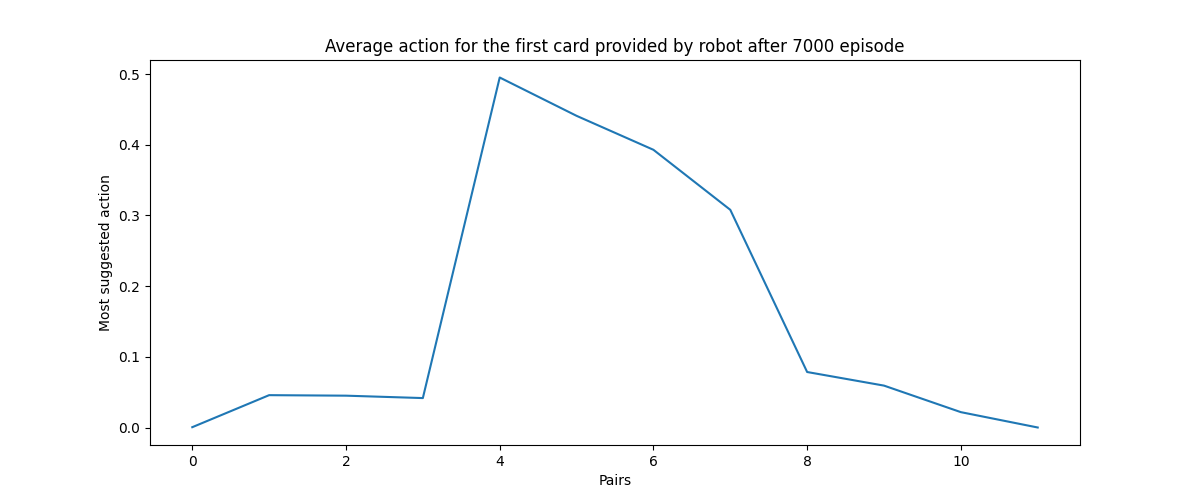 Average action for the first card provided by robot after 7000 episode
Most suggested action
0.5
0.4
0.3
0.2
0.1
0.0
0 2 4 6 8 10
Pairs